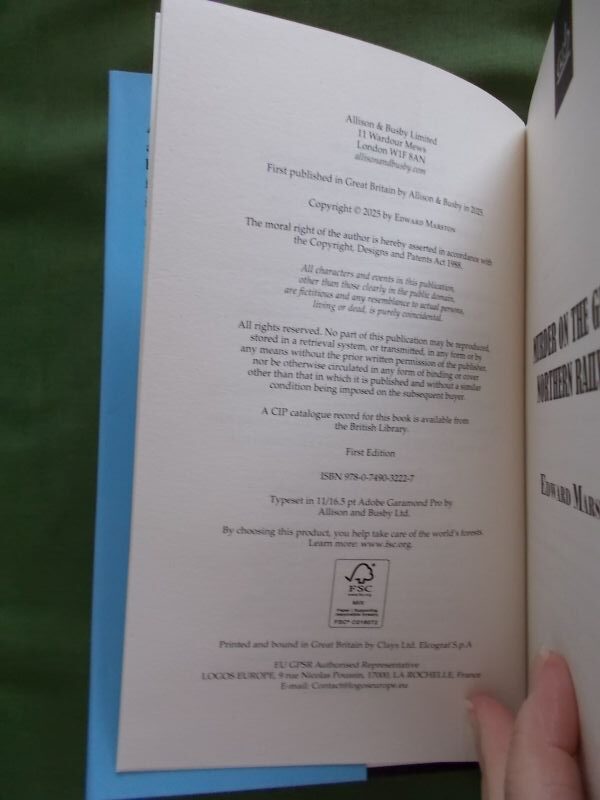 Allison & Busby Limited
11 Wardour Mews
London W1F 8AN
allisonandbusby.com
First published in Great Britain by Allison & Busby in 2025.
Copyright © 2025 by EDWARD MARSTON
The moral right of the author is hereby asserted in accordance with
the Copyright, Designs and Patents Act 1988.
All characters and events in this publication,
other than those clearly in the public domain,
are fictitious and any resemblance to actual persons,
living or dead, is purely coincidental.
All rights reserved. No part of this publication may be reproduced,
stored in a retrieval system, or transmitted, in any form or by
any means without the prior written permission of the publisher,
nor be otherwise circulated in any form of binding or cover
other than that in which it is published and without a similar
condition being imposed on the subsequent buyer.
A CIP catalogue record for this book is available from
the British Library.
First Edition
ISBN 978-0-7490-3222-7
Typeset in 11/16.5 pt Adobe Garamond Pro by
Allison and Busby Ltd.
By choosing this product, you help take care of the world's forests.
Learn more: www.fsc.org.
FSC
www.fsc.org
MIX
Paper | Supporting
responsible forestry
FSC® C018072
Printed and bound in Great Britain by Clays Ltd. Elcograf S.p.A
EU GPSR Authorised Representative
LOGOS EUROPE, 9 rue Nicolas Poussin, 17000, LA ROCHELLE, France
E-mail: Contact@logoseurope.eu
MURDER ON THE G
NORTHERN RAIL
EDWARD MARS